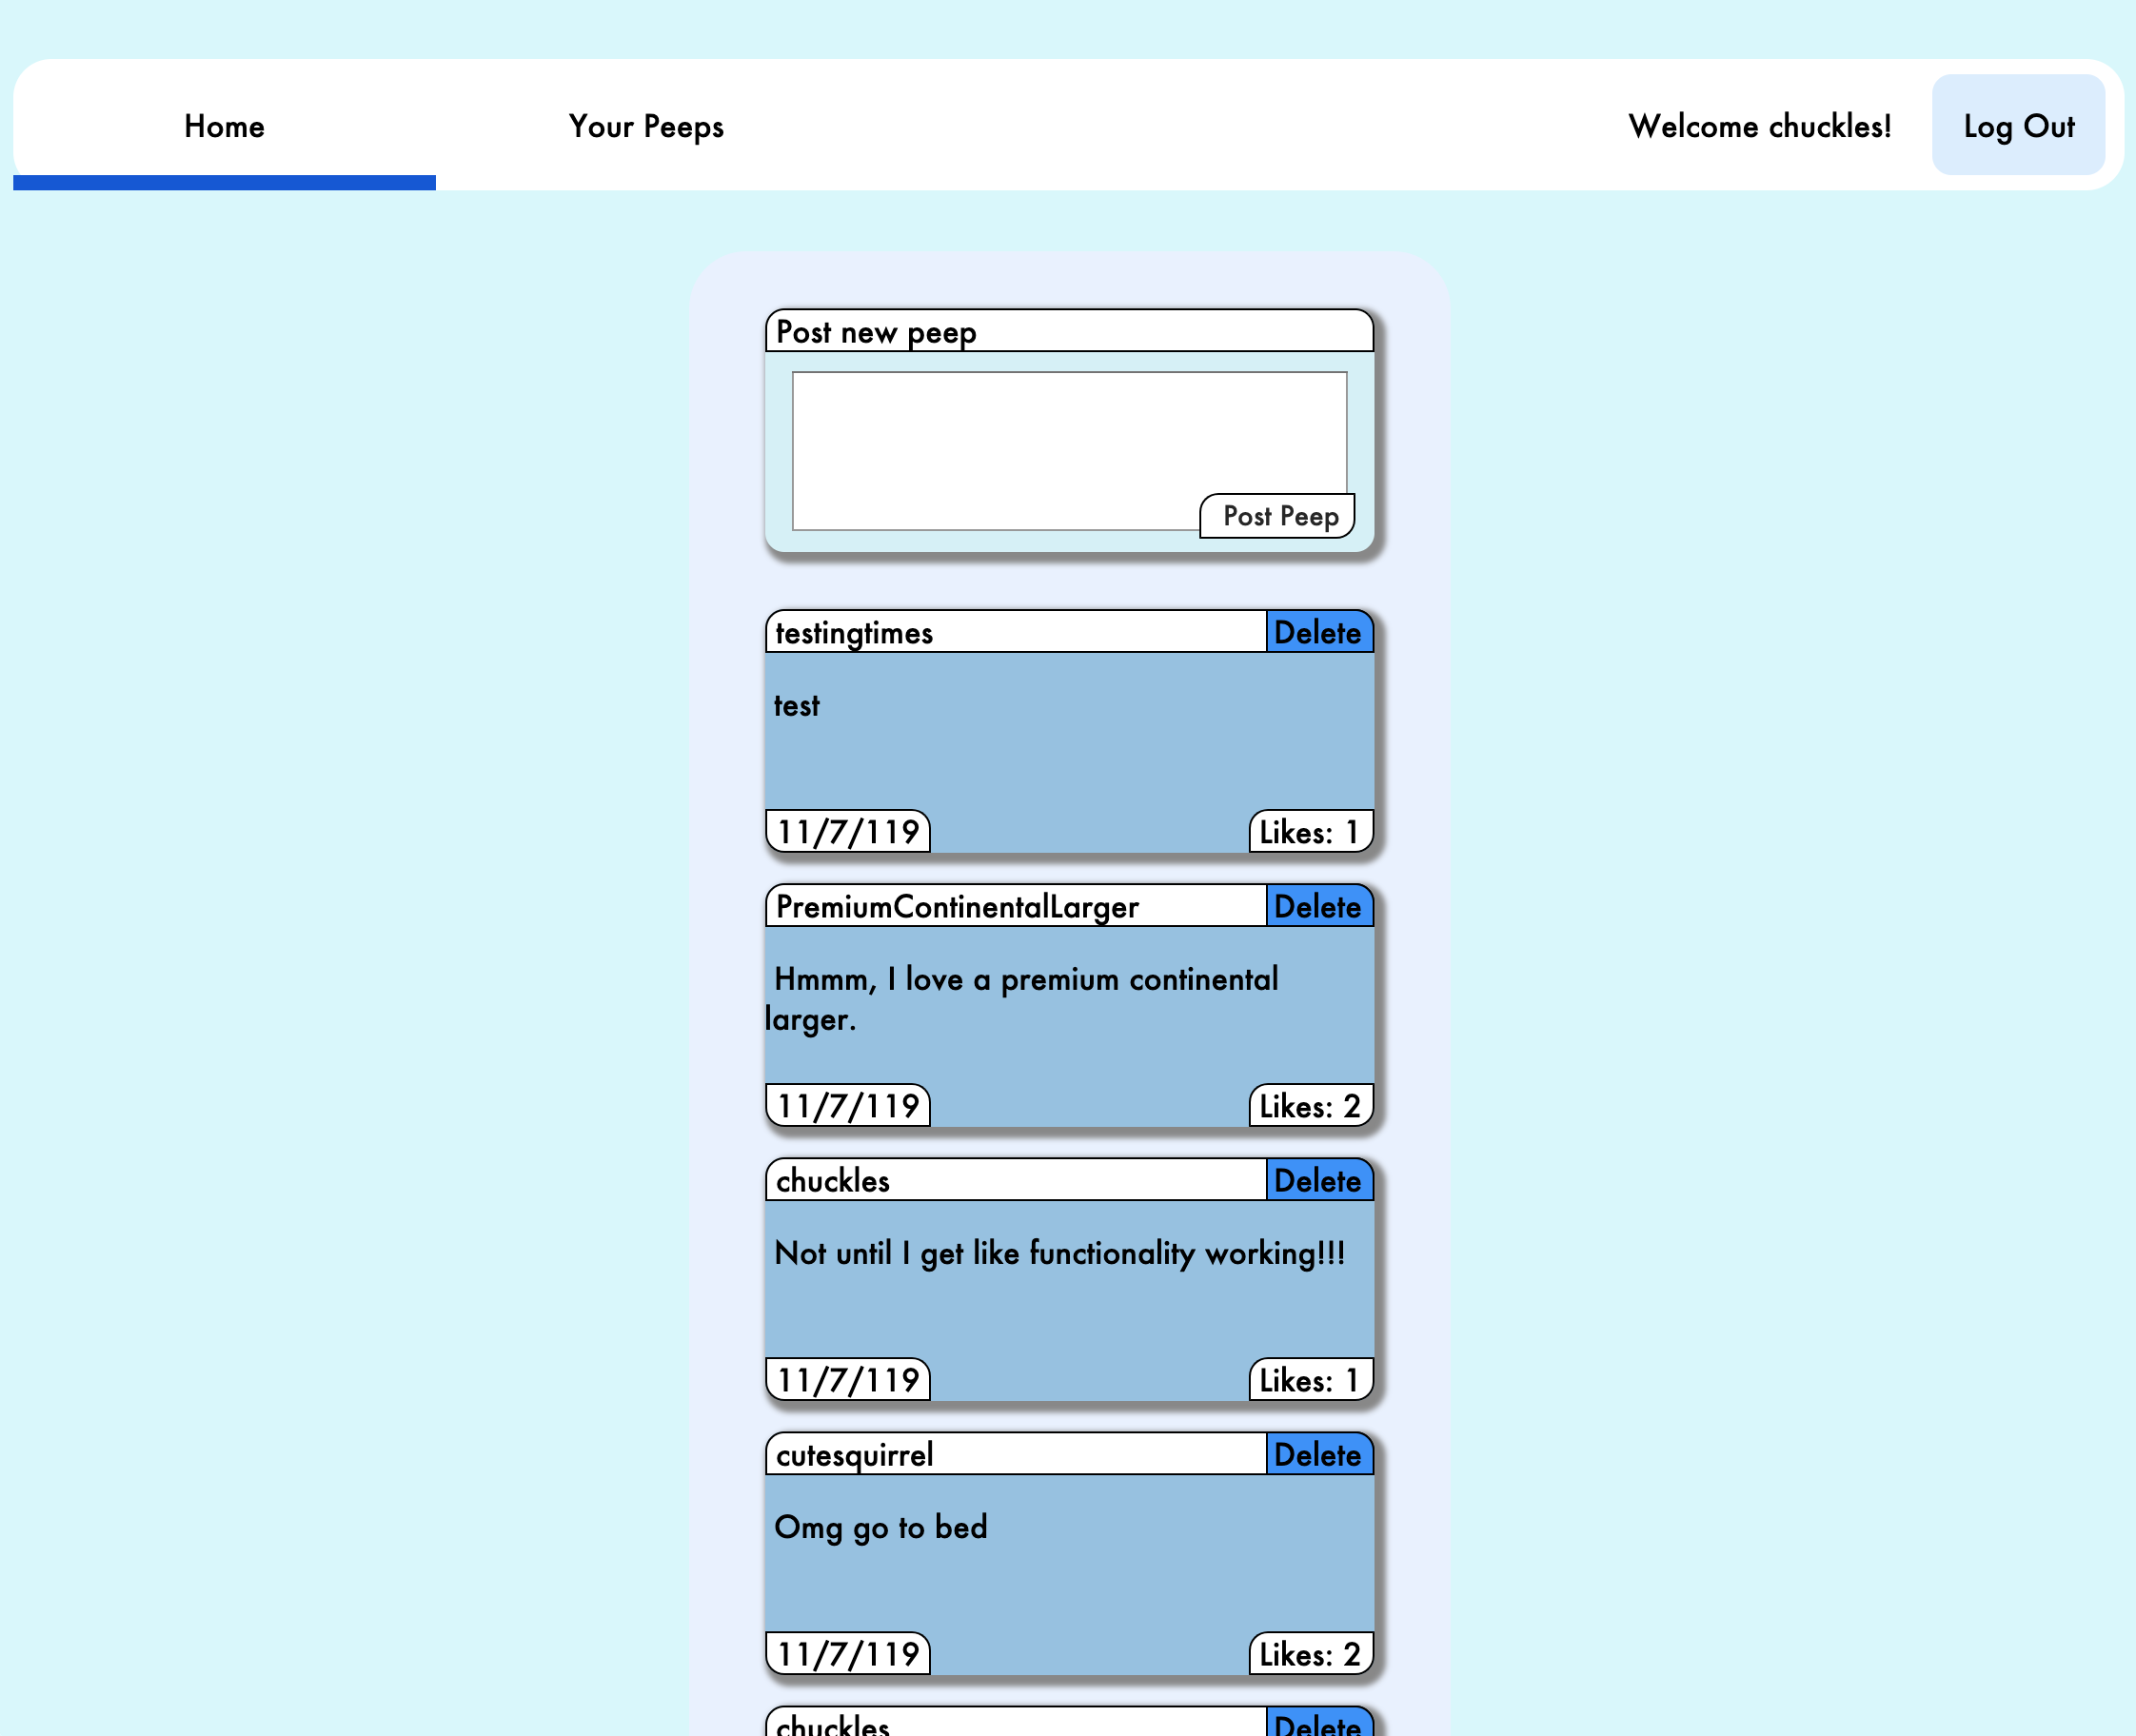 Home Your Peeps Welcome chuckles! Log Out
Post new peep
Post Peep
testingtimes Delete
test
11/7/119 Likes: 1
PremiumContinentalLarger Delete
Hmmm, I love a premium continental
larger.
11/7/119 Likes: 2
chuckles Delete
Not until I get like functionality working!!!
11/7/119 Likes: 1
cutesquirrel Delete
Omg go to bed
11/7/119 Likes: 2
chuckles Delete